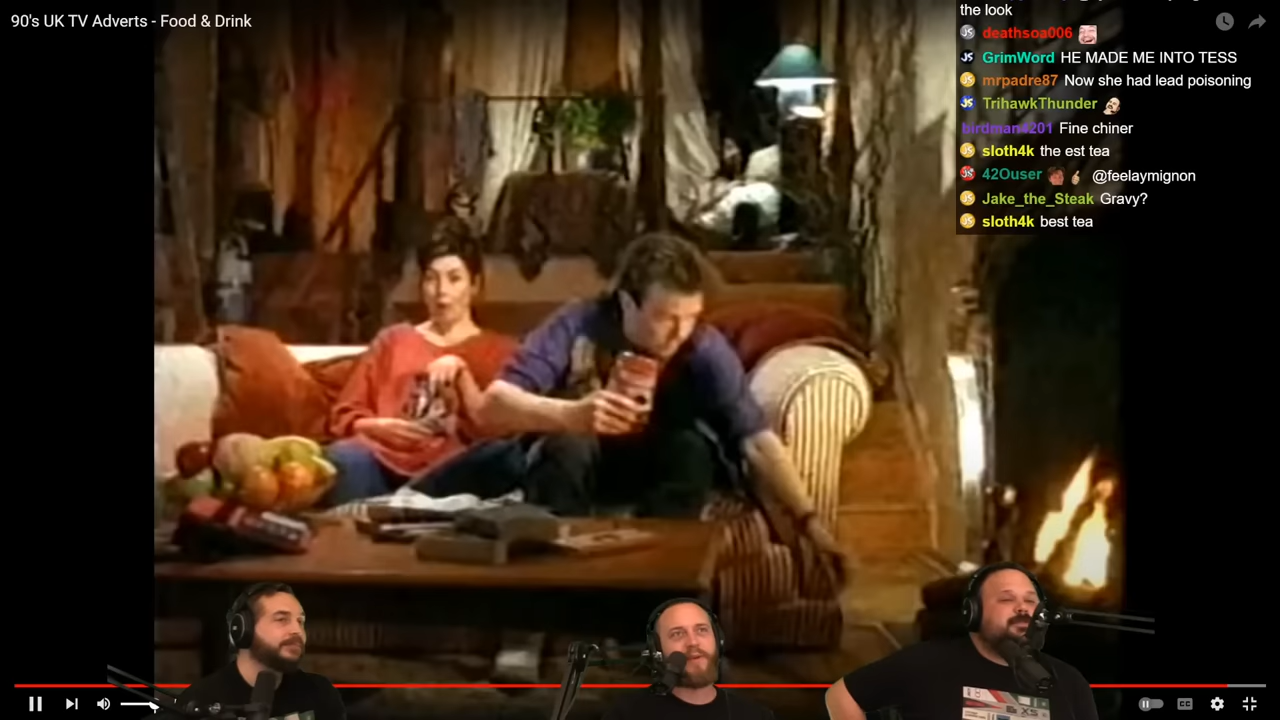 90's UK TV Adverts - Food & Drink
the look
deathsoa006
GrimWord HE MADE ME INTO TESS
mrpadre87 Now she had lead poisoning
TrihawkThunder
birdman4201 Fine chiner
sloth4k the est tea
42Ouser @feelaymignon
Jake_the_Steak Gravy?
sloth4k best tea